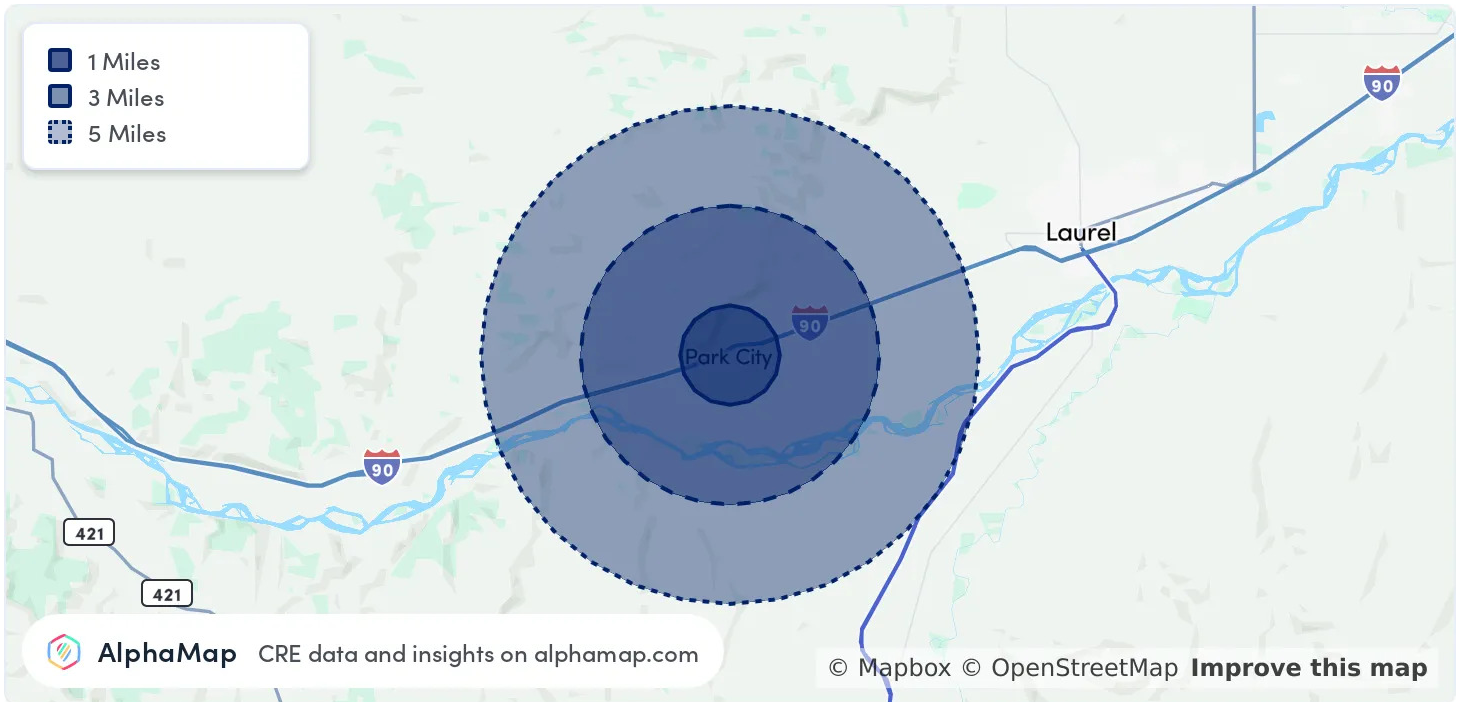 1 Miles
3 Miles
5 Miles
90
Laurel
90
Park City
90
421
421
AlphaMap CRE data and insights on alphamap.com
© Mapbox © OpenStreetMap Improve this map